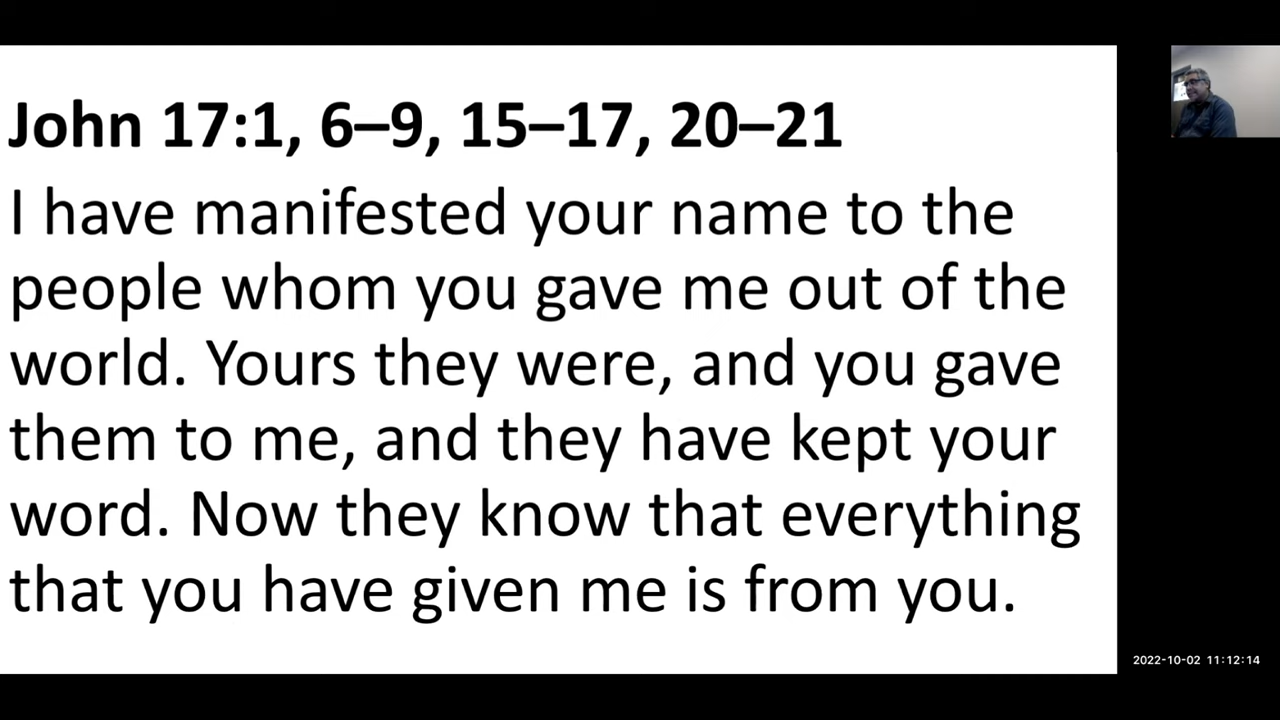 John 17:1, 6–9, 15–17, 20–21
I have manifested your name to the
people whom you gave me out of the
world. Yours they were, and you gave
them to me, and they have kept your
word. Now they know that everything
that you have given me is from you.
2022-10-02 11:12:14